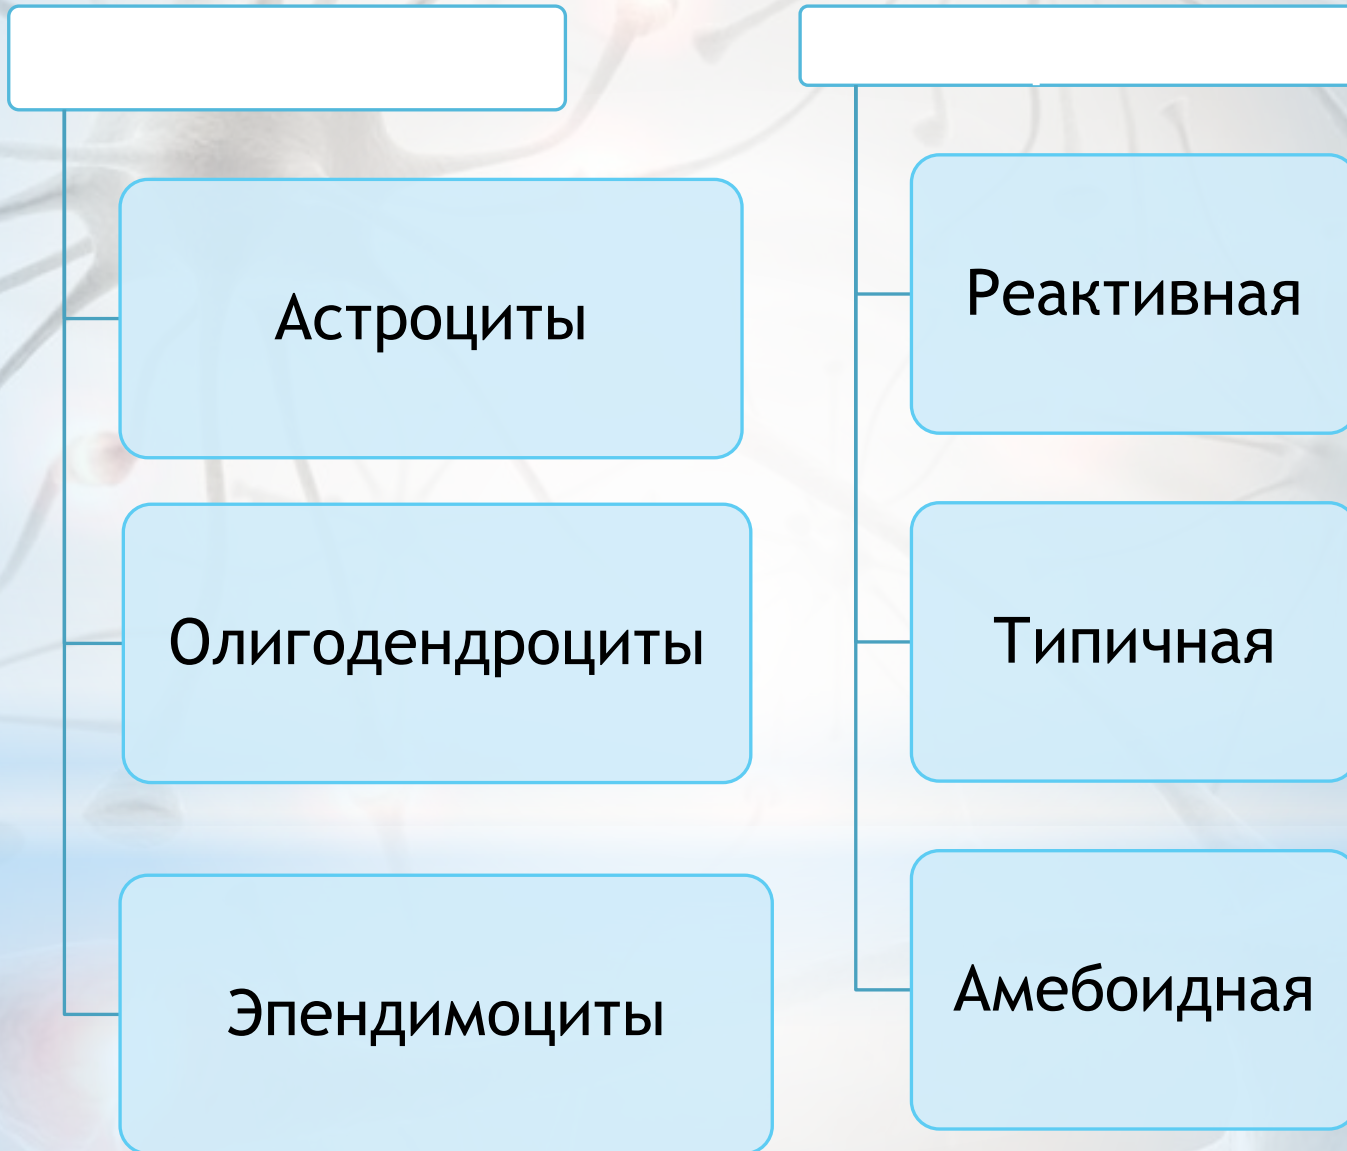 Астроциты
Олигодендроциты
Эпендимоциты
Реактивная
Типичная
Амебоидная